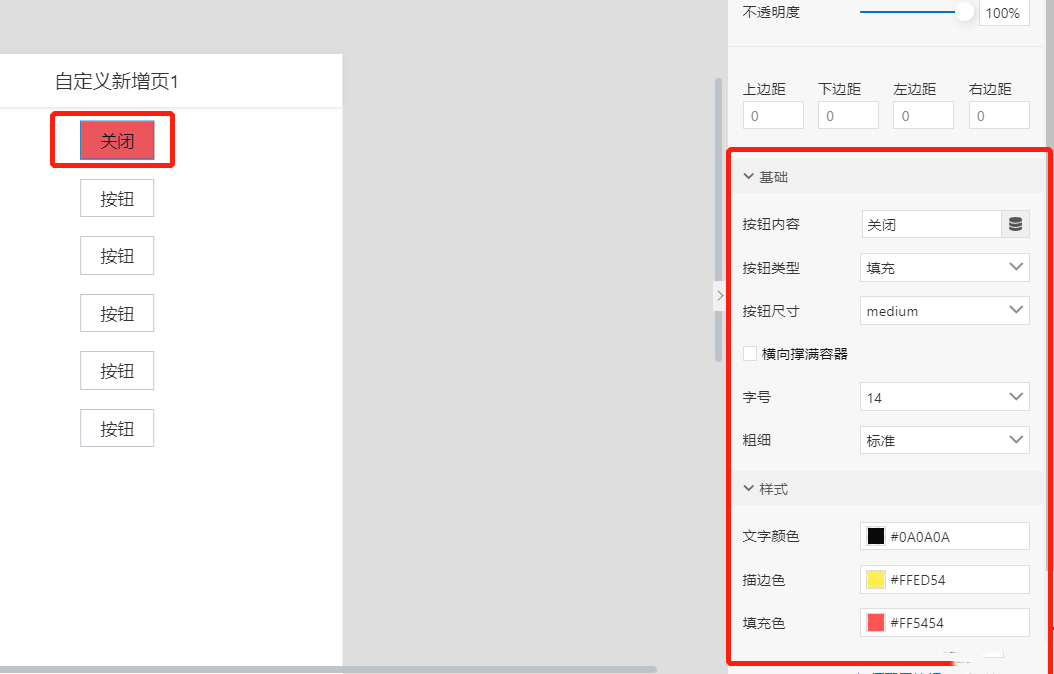 不透明度 100%
自定义新增页1
上边距 下边距 左边距 右边距
0 0 0 0
关闭
按钮
按钮
按钮
按钮
按钮
基础
按钮内容 关闭
按钮类型 填充
按钮尺寸 medium
横向撑满容器
字号 14
粗细 标准
样式
文字颜色 #0A0A0A
描边色 #FFED54
填充色 #FF5454